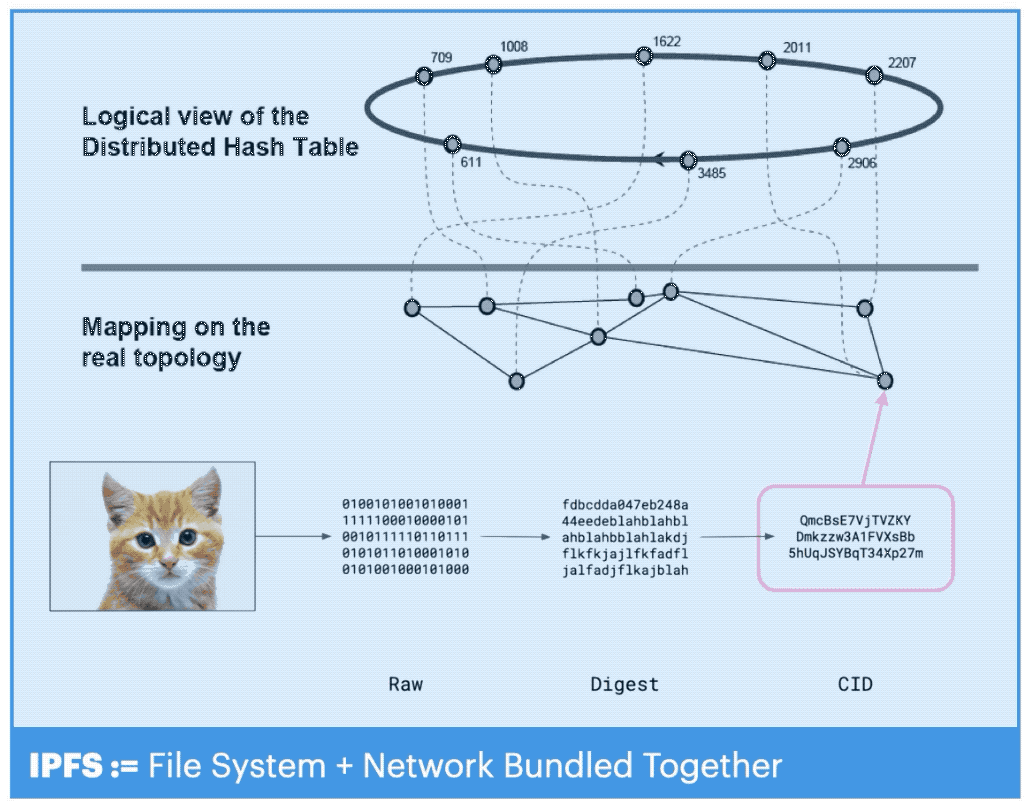 1622
2011
1008
709
2207
Logical view of the
Distributed Hash Table
611
3485
2906
Mapping on the
real topology
0100101001010001
1111100010000101
0010111110110111
0101011010001010
0101001000101000
fdbcdda047eb248a
44eedeblahblahbl
ahblahbblahlakdj
flkfkjajlfkfadfl
jalfadjflkajblah
QmcBsE7VjTVZKY
Dmkzzw3A1FVXsBb
5hUqJSYBqT34Xp27m
Raw
Digest
CID
IPFS := File System + Network Bundled Together